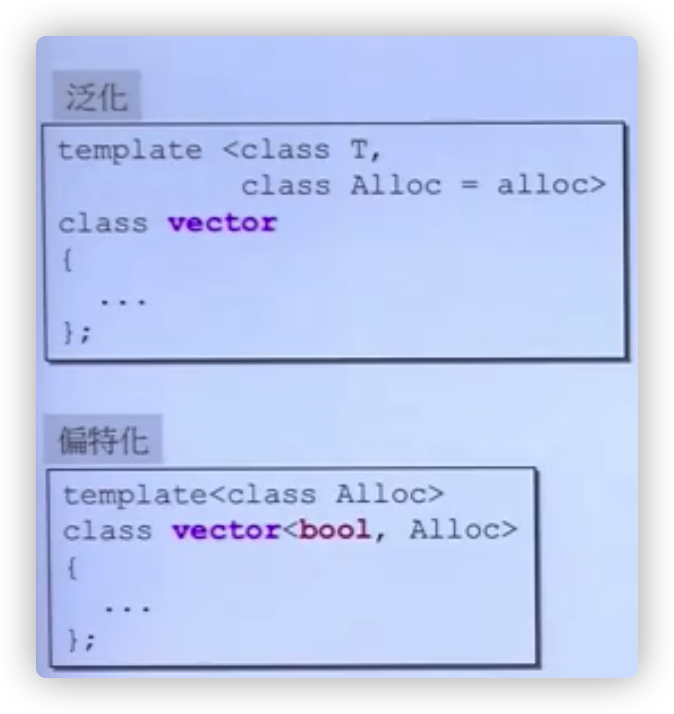 泛化
template <class T,
class Alloc = alloc>
class vector
{
...
};
偏特化
template<class Alloc>
class vector<bool, Alloc>
{
...
};